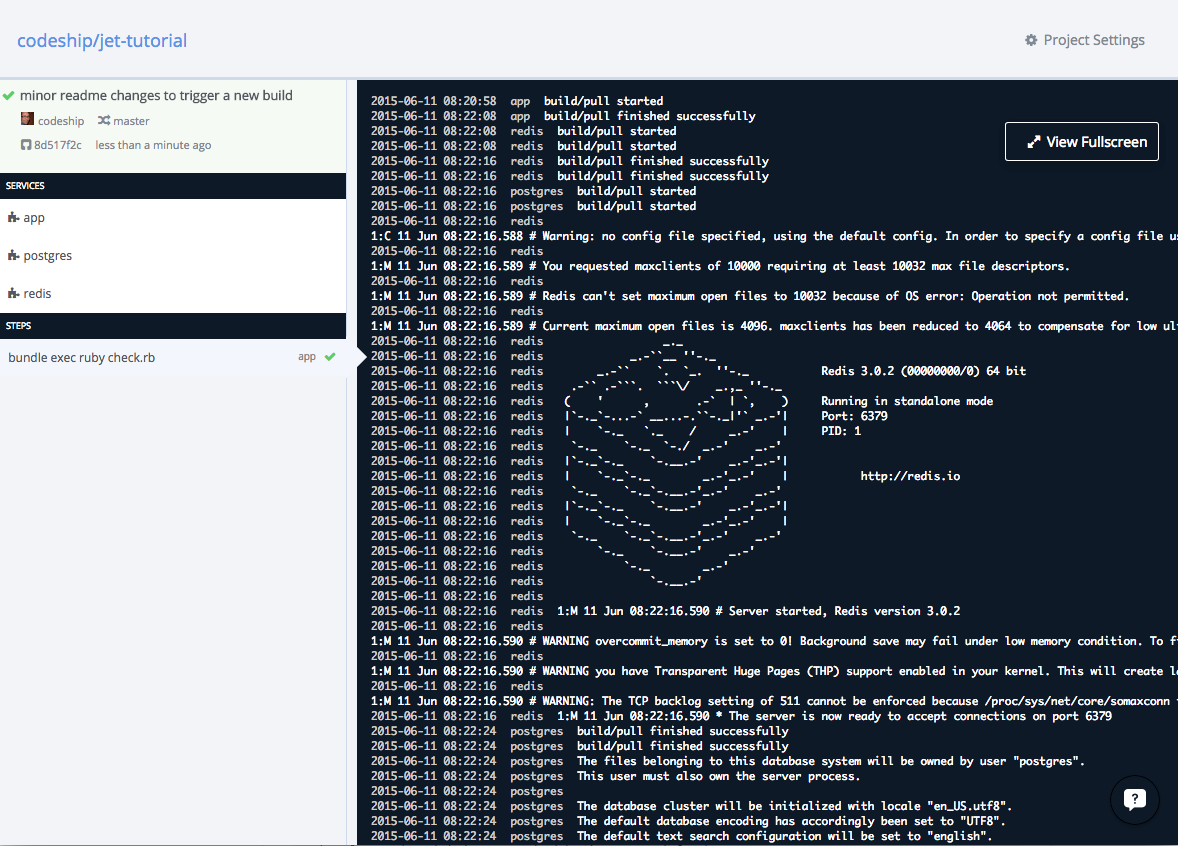 codeship/jet-tutorial
Project Settings
minor readme changes to trigger a new build
codeship master
8d517f2c less than a minute ago
SERVICES
app
postgres
redis
STEPS
bundle exec ruby check.rb app
View Fullscreen
2015-06-11 08:20:58 app build/pull started
2015-06-11 08:22:08 app build/pull finished successfully
2015-06-11 08:22:08 redis build/pull started
2015-06-11 08:22:08 redis build/pull started
2015-06-11 08:22:16 redis build/pull finished successfully
2015-06-11 08:22:16 redis build/pull finished successfully
2015-06-11 08:22:16 postgres build/pull started
2015-06-11 08:22:16 postgres build/pull started
2015-06-11 08:22:16 redis
1:C 11 Jun 08:22:16.588 # Warning: no config file specified, using the default config. In order to specify a config file us
2015-06-11 08:22:16 redis
1:M 11 Jun 08:22:16.589 # You requested maxclients of 10000 requiring at least 10032 max file descriptors.
2015-06-11 08:22:16 redis
1:M 11 Jun 08:22:16.589 # Redis can't set maximum open files to 10032 because of OS error: Operation not permitted.
2015-06-11 08:22:16 redis
1:M 11 Jun 08:22:16.589 # Current maximum open files is 4096. maxclients has been reduced to 4064 to compensate for low ul
2015-06-11 08:22:16 redis
2015-06-11 08:22:16 redis
2015-06-11 08:22:16 redis Redis 3.0.2 (00000000/0) 64 bit
2015-06-11 08:22:16 redis
2015-06-11 08:22:16 redis Running in standalone mode
2015-06-11 08:22:16 redis Port: 6379
2015-06-11 08:22:16 redis PID: 1
2015-06-11 08:22:16 redis
2015-06-11 08:22:16 redis
2015-06-11 08:22:16 redis http://redis.io
2015-06-11 08:22:16 redis
2015-06-11 08:22:16 redis
2015-06-11 08:22:16 redis
2015-06-11 08:22:16 redis
2015-06-11 08:22:16 redis
2015-06-11 08:22:16 redis
2015-06-11 08:22:16 redis
2015-06-11 08:22:16 redis
2015-06-11 08:22:16 redis 1:M 11 Jun 08:22:16.590 # Server started, Redis version 3.0.2
2015-06-11 08:22:16 redis
1:M 11 Jun 08:22:16.590 # WARNING overcommit_memory is set to 0! Background save may fail under low memory condition. To fi
2015-06-11 08:22:16 redis
1:M 11 Jun 08:22:16.590 # WARNING you have Transparent Huge Pages (THP) support enabled in your kernel. This will create l
2015-06-11 08:22:16 redis
1:M 11 Jun 08:22:16.590 # WARNING: The TCP backlog setting of 511 cannot be enforced because /proc/sys/net/core/somaxconn
2015-06-11 08:22:16 redis 1:M 11 Jun 08:22:16.590 * The server is now ready to accept connections on port 6379
2015-06-11 08:22:24 postgres build/pull finished successfully
2015-06-11 08:22:24 postgres build/pull finished successfully
2015-06-11 08:22:24 postgres The files belonging to this database system will be owned by user "postgres".
2015-06-11 08:22:24 postgres This user must also own the server process.
2015-06-11 08:22:24 postgres
2015-06-11 08:22:24 postgres The database cluster will be initialized with locale "en_US.utf8".
2015-06-11 08:22:24 postgres The default database encoding has accordingly been set to "UTF8".
2015-06-11 08:22:24 postgres The default text search configuration will be set to "english".